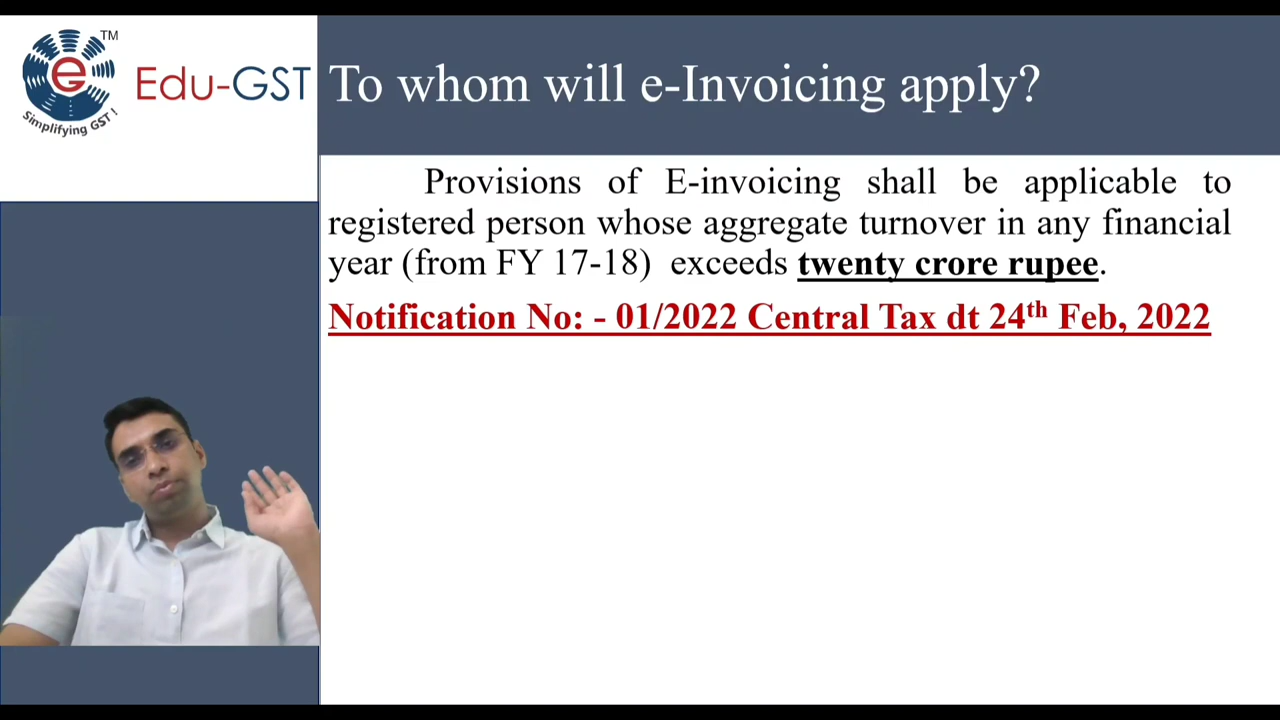 TM
Edu-GST
Simplifying GST !
To whom will e-Invoicing apply?
Provisions of E-invoicing shall be applicable to
registered person whose aggregate turnover in any financial
year (from FY 17-18) exceeds twenty crore rupee.
Notification No: - 01/2022 Central Tax dt 24th Feb, 2022